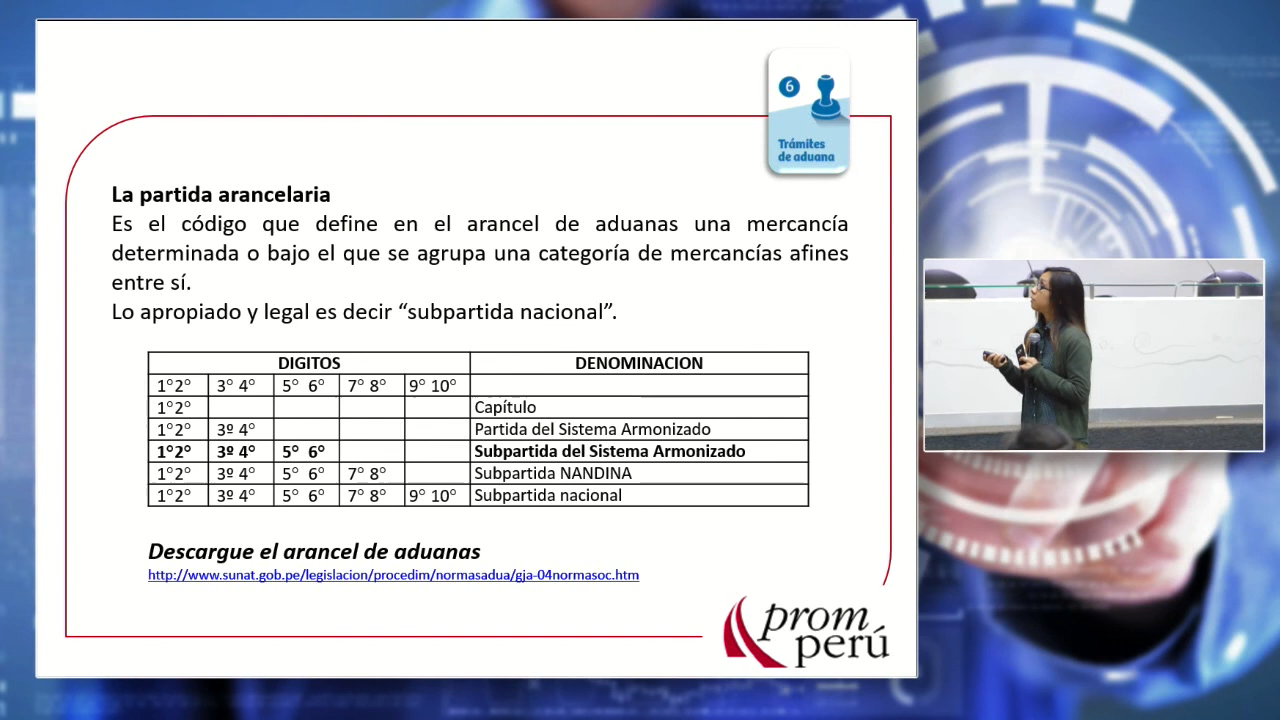 6
Trámites
de aduana
La partida arancelaria
Es el código que define en el arancel de aduanas una mercancía
determinada o bajo el que se agrupa una categoría de mercancías afines
entre sí.
Lo apropiado y legal es decir “subpartida nacional”.
DIGITOS DENOMINACION
1°2° 3° 4° 5° 6° 7° 8° 9° 10°
1°2° Capítulo
1°2° 3º 4° Partida del Sistema Armonizado
1°2° 3º 4° 5° 6° Subpartida del Sistema Armonizado
1°2° 3º 4° 5° 6° 7° 8° Subpartida NANDINA
1°2° 3º 4° 5° 6° 7° 8° 9° 10° Subpartida nacional
Descargue el arancel de aduanas
http://www.sunat.gob.pe/legislacion/procedim/normasadua/gja-04normasoc.htm
prom
perú